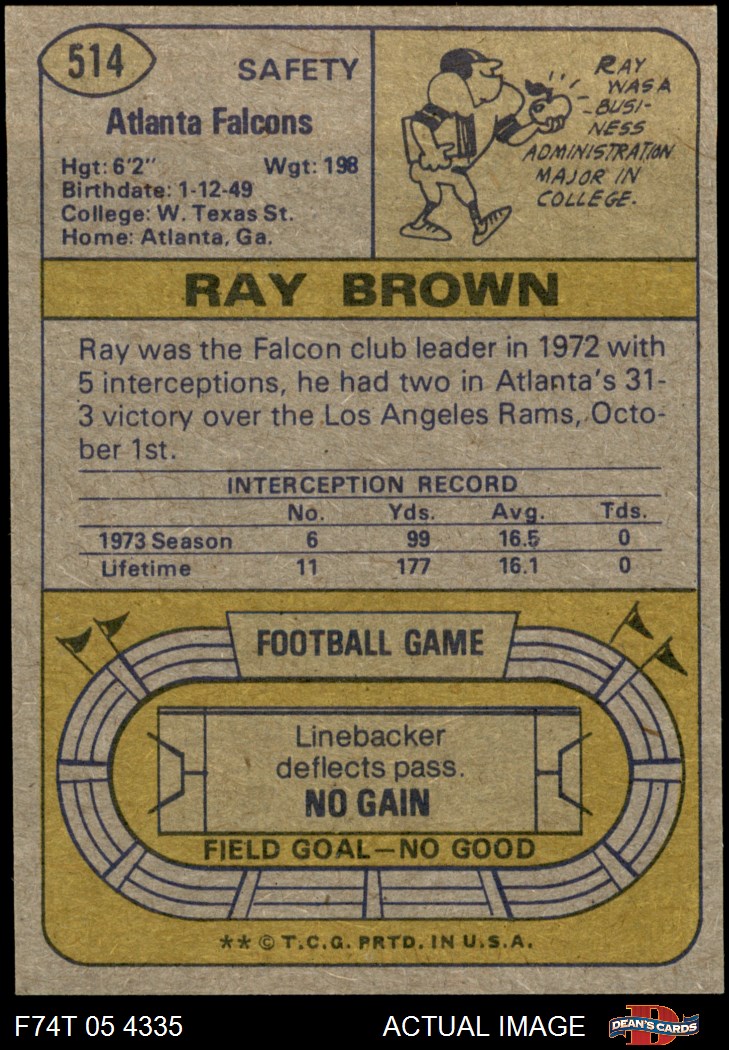 514
SAFETY
Atlanta Falcons
Hgt: 6'2" Wgt: 198
Birthdate: 1-12-49
College: W. Texas St.
Home: Atlanta, Ga.
RAY
WAS A
BUSI-
NESS
ADMINISTRATION
MAJOR IN
COLLEGE.
RAY BROWN
Ray was the Falcon club leader in 1972 with
5 interceptions, he had two in Atlanta's 31-
3 victory over the Los Angeles Rams, Octo-
ber 1st.
INTERCEPTION RECORD
No. Yds. Avg. Tds.
1973 Season 6 99 16.5 0
Lifetime 11 177 16.1 0
FOOTBALL GAME
Linebacker
deflects pass.
NO GAIN
FIELD GOAL—NO GOOD
** © T.C.G. PRTD. IN U.S.A.
F74T 05 4335 ACTUAL IMAGE DEAN'S CARDS